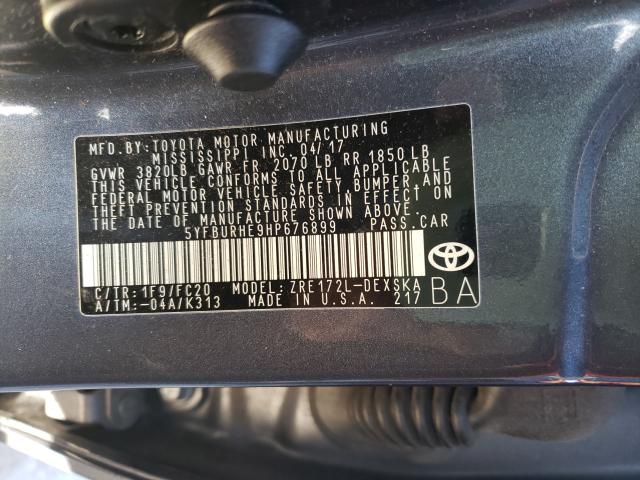 MFD. BY: TOYOTA MOTOR MANUFACTURING
MISSISSIPPI, INC. 04/17
GVWR 3820LB GAWR FR 2070 LB RR 1850 LB
THIS VEHICLE CONFORMS TO ALL APPLICABLE
FEDERAL MOTOR VEHICLE SAFETY, BUMPER, AND
THEFT PREVENTION STANDARDS IN EFFECT ON
THE DATE OF MANUFACTURE SHOWN ABOVE.
5YFBURHE9HP676899 PASS. CAR
C/TR: 1F9/FC20 MODEL: ZRE172L-DEXSKA
A/TM: -04A/K313 MADE IN U.S.A. 217
BA